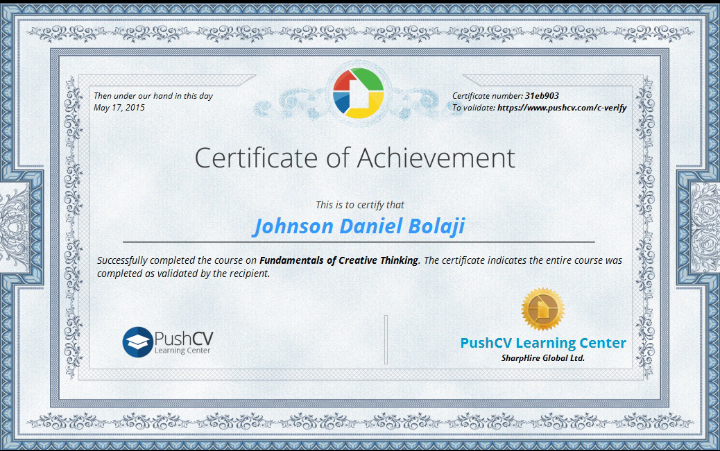 Then under our hand in this day
May 17, 2015
Certificate number: 31eb903
To validate: https://www.pushcv.com/c-verify
Certificate of Achievement
This is to certify that
Johnson Daniel Bolaji
Successfully completed the course on Fundamentals of Creative Thinking. The certificate indicates the entire course was
completed as validated by the recipient.
PushCV
Learning Center
PushCV Learning Center
SharpHire Global Ltd.